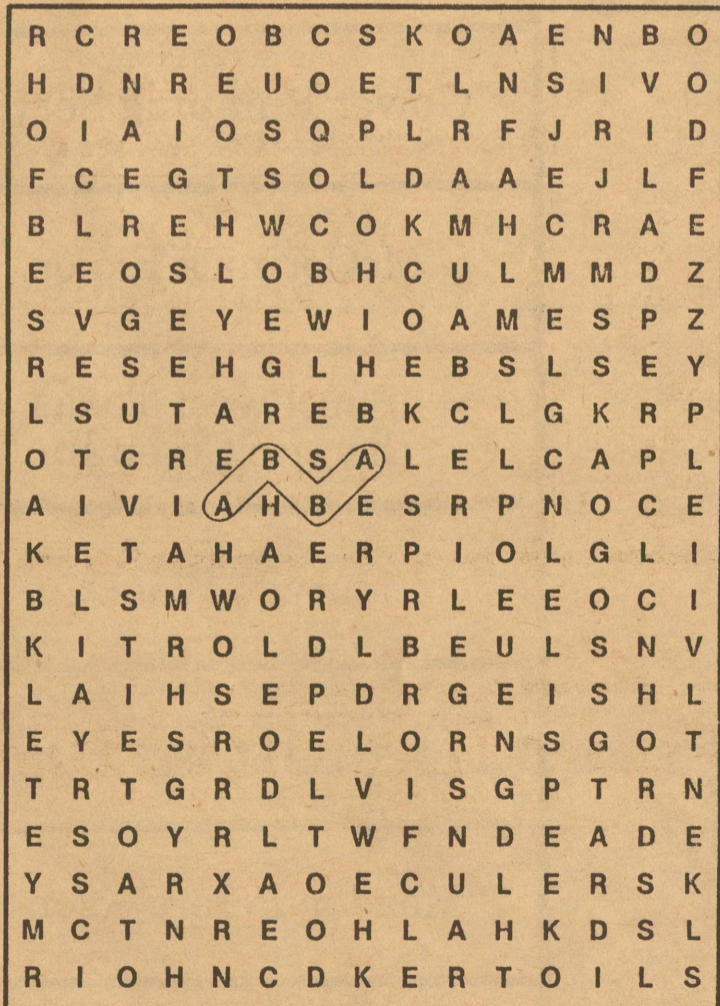 R C R E O B C S K O A E N B O
H D N R E U O E T L N S I V O
O I A I O S Q P L R F J R I D
F C E G T S O L D A A E J L F
B L R E H W C O K M H C R A E
E E O S L O B H C U L M M D Z
S V G E Y E W I O A M E S P Z
R E S E H G L H E B S L S E Y
L S U T A R E B K C L G K R P
O T C R E B S A L E L C A P L
A I V I A H B E S R P N O C E
K E T A H A E R P I O L G L I
B L S M W O R Y R L E E O C I
K I T R O L D L B E U L S N V
L A I H S E P D R G E I S H L
E Y E S R O E L O R N S G O T
T R T G R D L V I S G P T R N
E S O Y R L T W F N D E A D E
Y S A R X A O E C U L E R S K
M C T N R E O H L A H K D S L
R I O H N C D K E R T O I L S